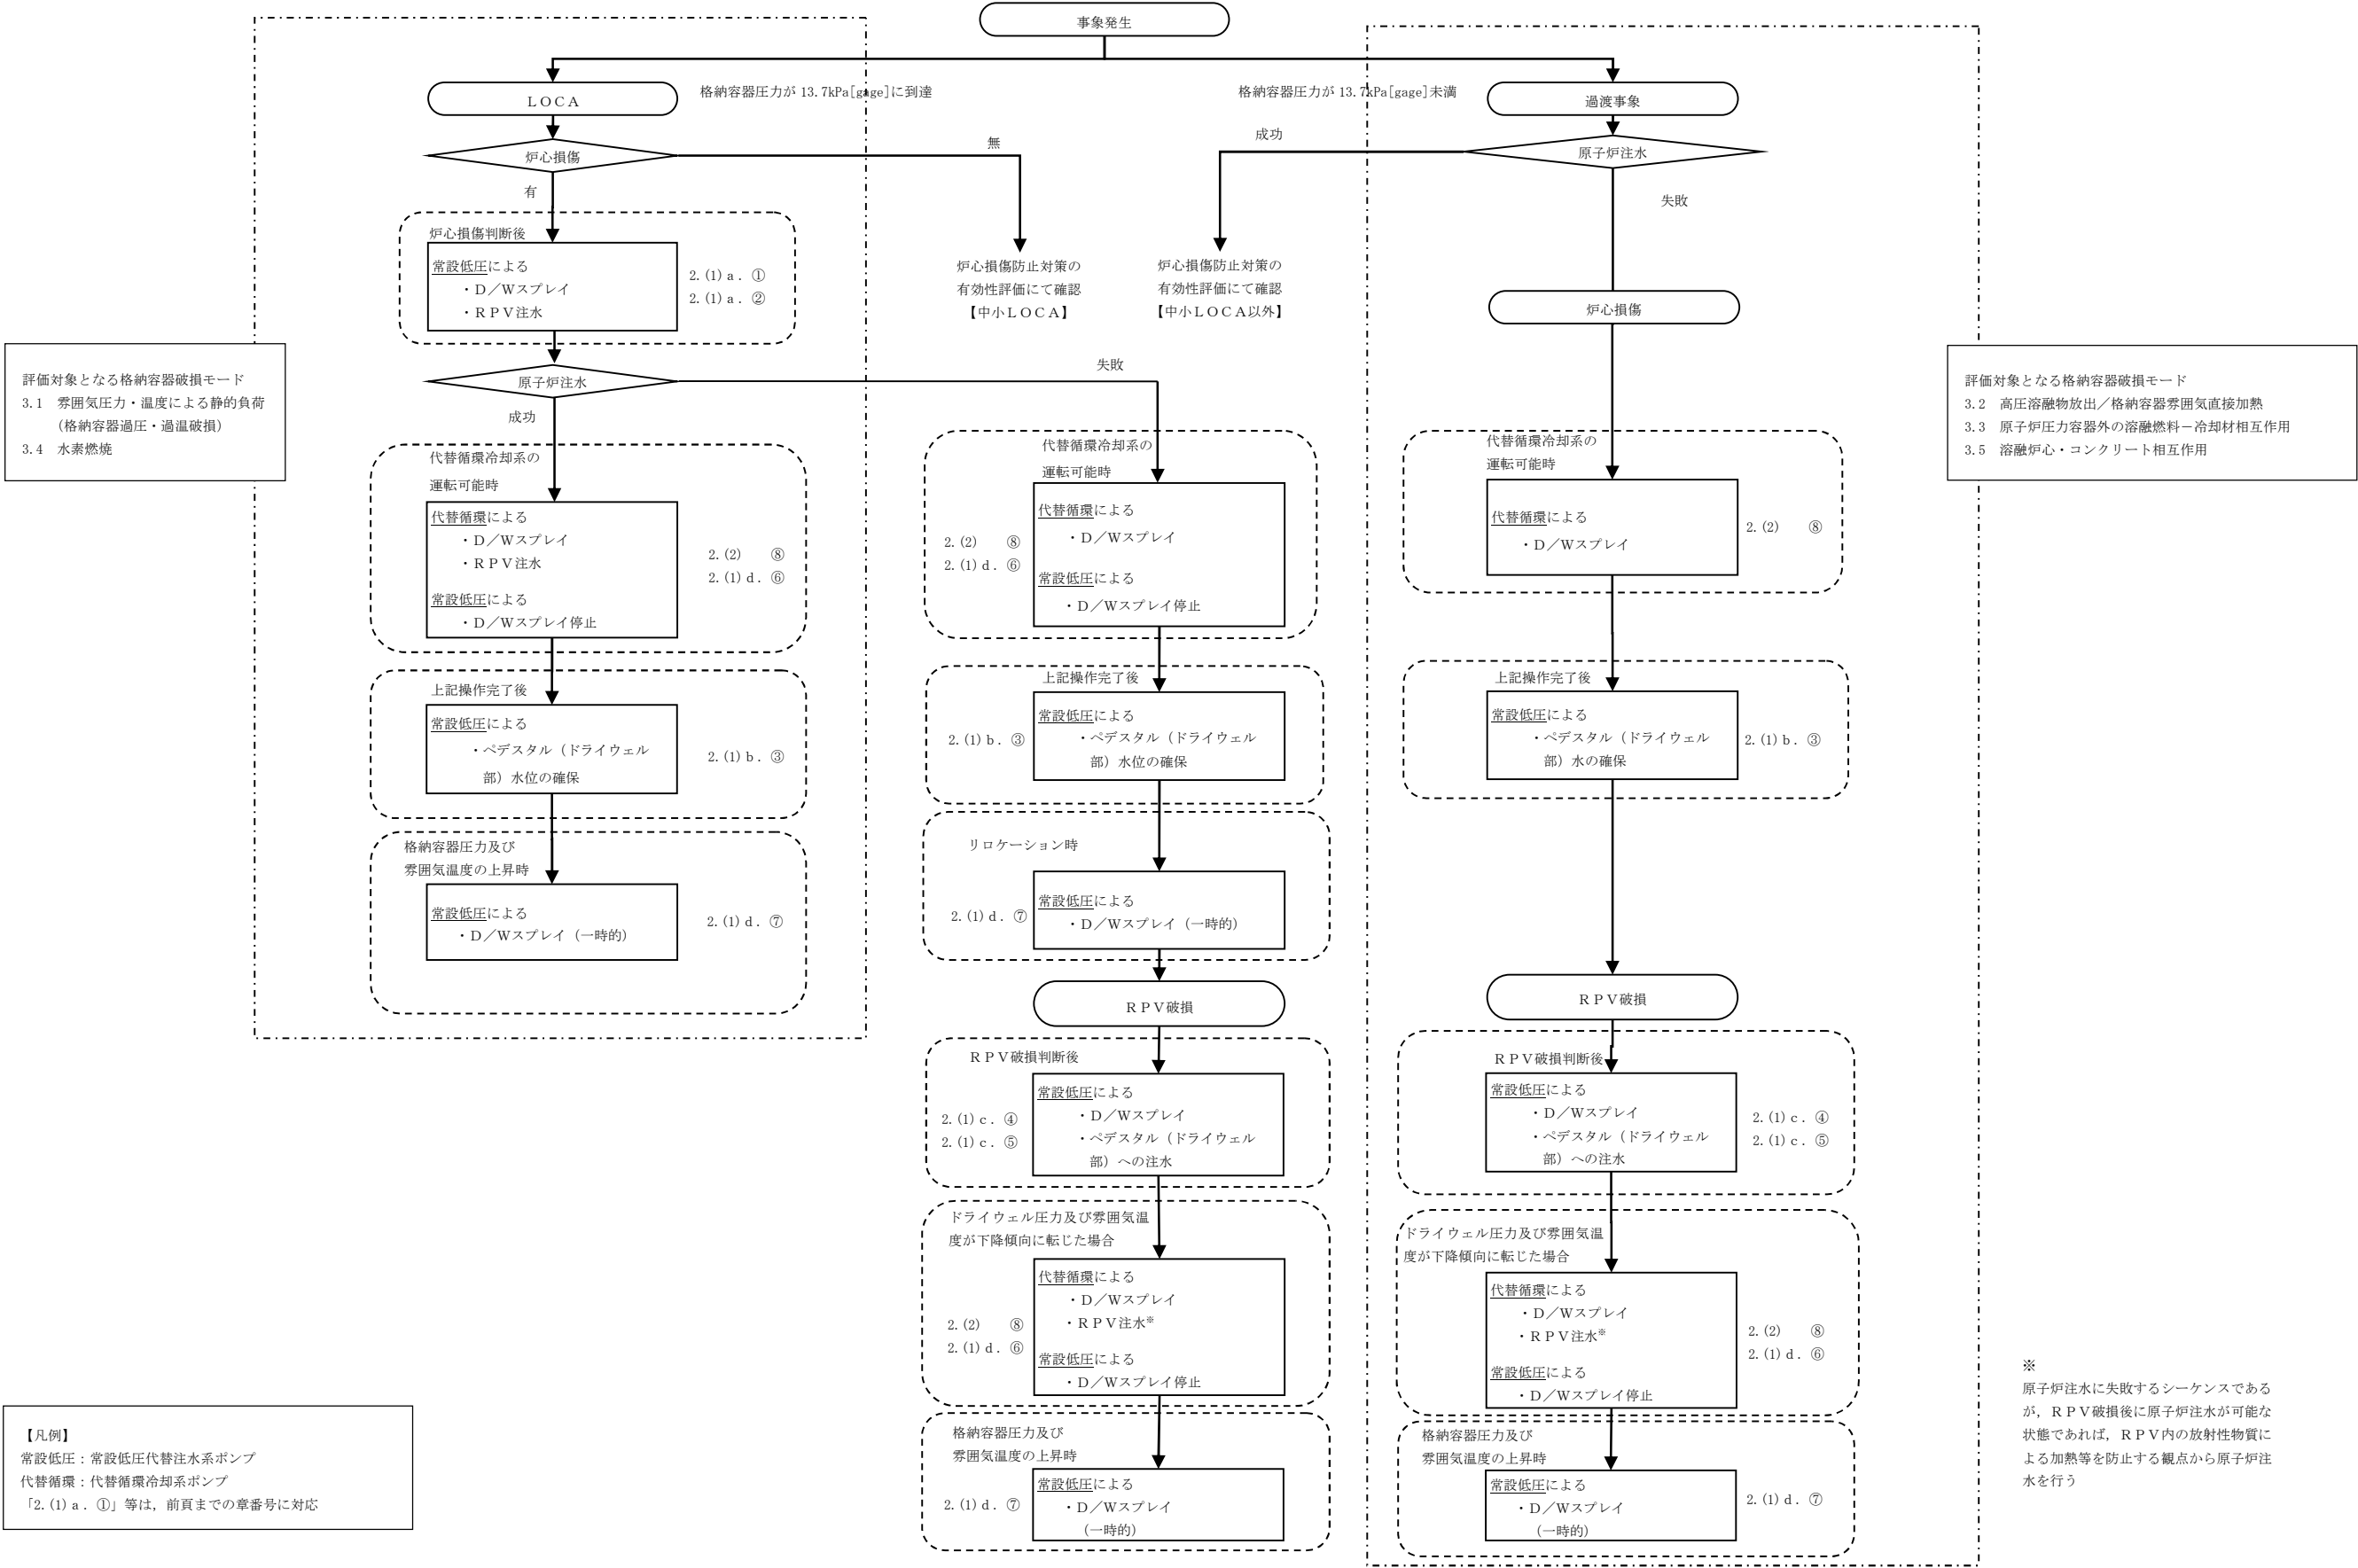 事象発生
LOCA
格納容器圧力が 13.7kPa[gage]に到達
格納容器圧力が 13.7kPa[gage]未満
過渡事象
炉心損傷
無
有
成功
原子炉注水
失敗
炉心損傷判断後
常設低圧による
・D／Wスプレイ
・RPV注水
2.(1)a．①
2.(1)a．②
炉心損傷防止対策の
有効性評価にて確認
【中小LOCA】
炉心損傷防止対策の
有効性評価にて確認
【中小LOCA以外】
炉心損傷
評価対象となる格納容器破損モード
3.1　雰囲気圧力・温度による静的負荷
（格納容器過圧・過温破損）
3.4　水素燃焼
評価対象となる格納容器破損モード
3.2　高圧溶融物放出／格納容器雰囲気直接加熱
3.3　原子炉圧力容器外の溶融燃料－冷却材相互作用
3.5　溶融炉心・コンクリート相互作用
原子炉注水
失敗
成功
代替循環冷却系の
運転可能時
代替循環による
・D／Wスプレイ
・RPV注水
常設低圧による
・D／Wスプレイ停止
2.(2)　　⑧
2.(1)d．⑥
上記操作完了後
常設低圧による
・ペデスタル（ドライウェル
部）水位の確保
2.(1)b．③
格納容器圧力及び
雰囲気温度の上昇時
常設低圧による
・D／Wスプレイ（一時的）
2.(1)d．⑦
代替循環冷却系の
運転可能時
代替循環による
・D／Wスプレイ
常設低圧による
・D／Wスプレイ停止
2.(2)　　⑧
2.(1)d．⑥
上記操作完了後
常設低圧による
・ペデスタル（ドライウェル
部）水位の確保
2.(1)b．③
リロケーション時
常設低圧による
・D／Wスプレイ（一時的）
2.(1)d．⑦
RPV破損
RPV破損判断後
常設低圧による
・D／Wスプレイ
・ペデスタル（ドライウェル
部）への注水
2.(1)c．④
2.(1)c．⑤
ドライウェル圧力及び雰囲気温
度が下降傾向に転じた場合
代替循環による
・D／Wスプレイ
・RPV注水※
常設低圧による
・D／Wスプレイ停止
2.(2)　　⑧
2.(1)d．⑥
格納容器圧力及び
雰囲気温度の上昇時
常設低圧による
・D／Wスプレイ
（一時的）
2.(1)d．⑦
代替循環冷却系の
運転可能時
代替循環による
・D／Wスプレイ
2.(2)　　⑧
上記操作完了後
常設低圧による
・ペデスタル（ドライウェル
部）水の確保
2.(1)b．③
RPV破損
RPV破損判断後
常設低圧による
・D／Wスプレイ
・ペデスタル（ドライウェル
部）への注水
2.(1)c．④
2.(1)c．⑤
ドライウェル圧力及び雰囲気温
度が下降傾向に転じた場合
代替循環による
・D／Wスプレイ
・RPV注水※
常設低圧による
・D／Wスプレイ停止
2.(2)　　⑧
2.(1)d．⑥
格納容器圧力及び
雰囲気温度の上昇時
常設低圧による
・D／Wスプレイ
（一時的）
2.(1)d．⑦
※
原子炉注水に失敗するシーケンスである
が，RPV破損後に原子炉注水が可能な
状態であれば，RPV内の放射性物質に
よる加熱等を防止する観点から原子炉注
水を行う
【凡例】
常設低圧：常設低圧代替注水系ポンプ
代替循環：代替循環冷却系ポンプ
「2.(1)a．①」等は，前頁までの章番号に対応